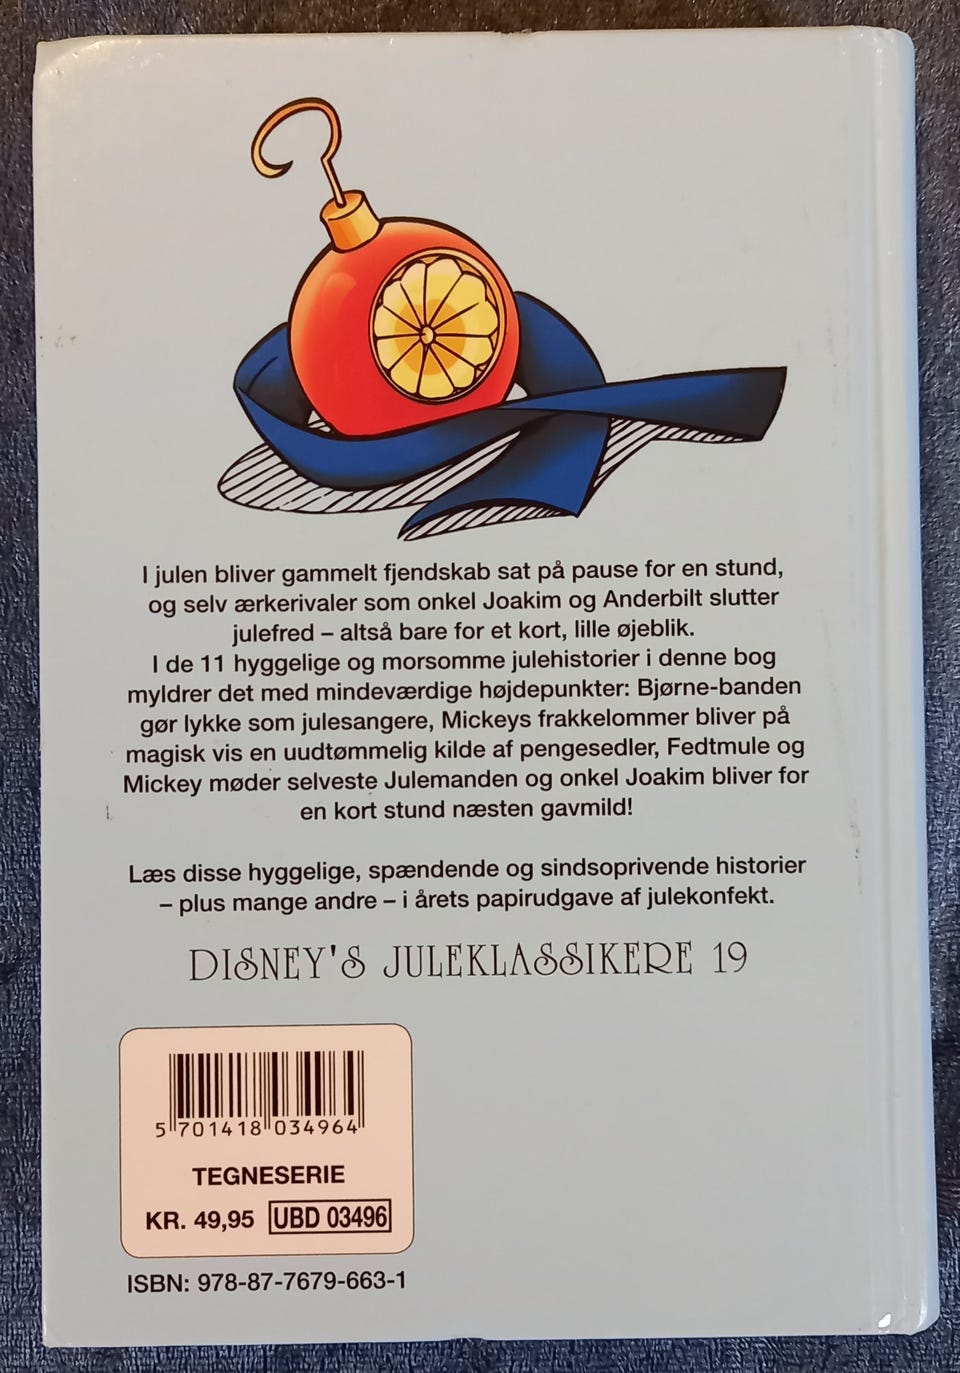 I julen bliver gammelt fjendskab sat på pause for en stund,
og selv ærkerivaler som onkel Joakim og Anderbilt slutter
julefred – altså bare for et kort, lille øjeblik.
I de 11 hyggelige og morsomme julehistorier i denne bog
myldrer det med mindeværdige højdepunkter: Bjørne-banden
gør lykke som julesangere, Mickeys frakkelommer bliver på
magisk vis en uudtømmelig kilde af pengesedler, Fedtmule og
Mickey møder selveste Julemanden og onkel Joakim bliver for
en kort stund næsten gavmild!
Læs disse hyggelige, spændende og sindsoprivende historier
– plus mange andre – i årets papirudgave af julekonfekt.
DISNEY'S JULEKLASSIKERE 19
5 701418 034964
TEGNESERIE
KR. 49,95 UBD 03496
ISBN: 978-87-7679-663-1